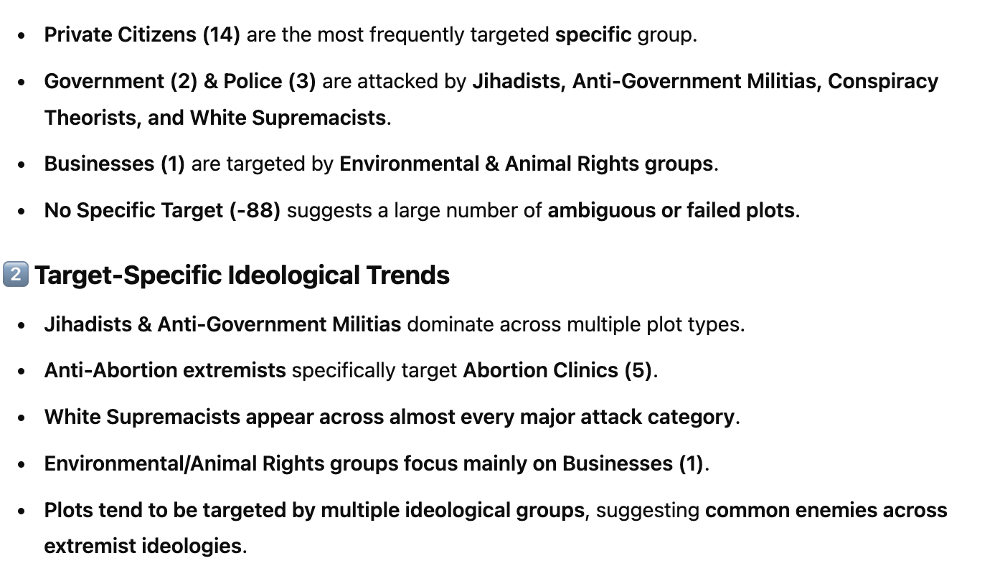 • Private Citizens (14) are the most frequently targeted specific group.
• Government (2) & Police (3) are attacked by Jihadists, Anti-Government Militias, Conspiracy
Theorists, and White Supremacists.
• Businesses (1) are targeted by Environmental & Animal Rights groups.
• No Specific Target (-88) suggests a large number of ambiguous or failed plots.
2️⃣ Target-Specific Ideological Trends
• Jihadists & Anti-Government Militias dominate across multiple plot types.
• Anti-Abortion extremists specifically target Abortion Clinics (5).
• White Supremacists appear across almost every major attack category.
• Environmental/Animal Rights groups focus mainly on Businesses (1).
• Plots tend to be targeted by multiple ideological groups, suggesting common enemies across
extremist ideologies.